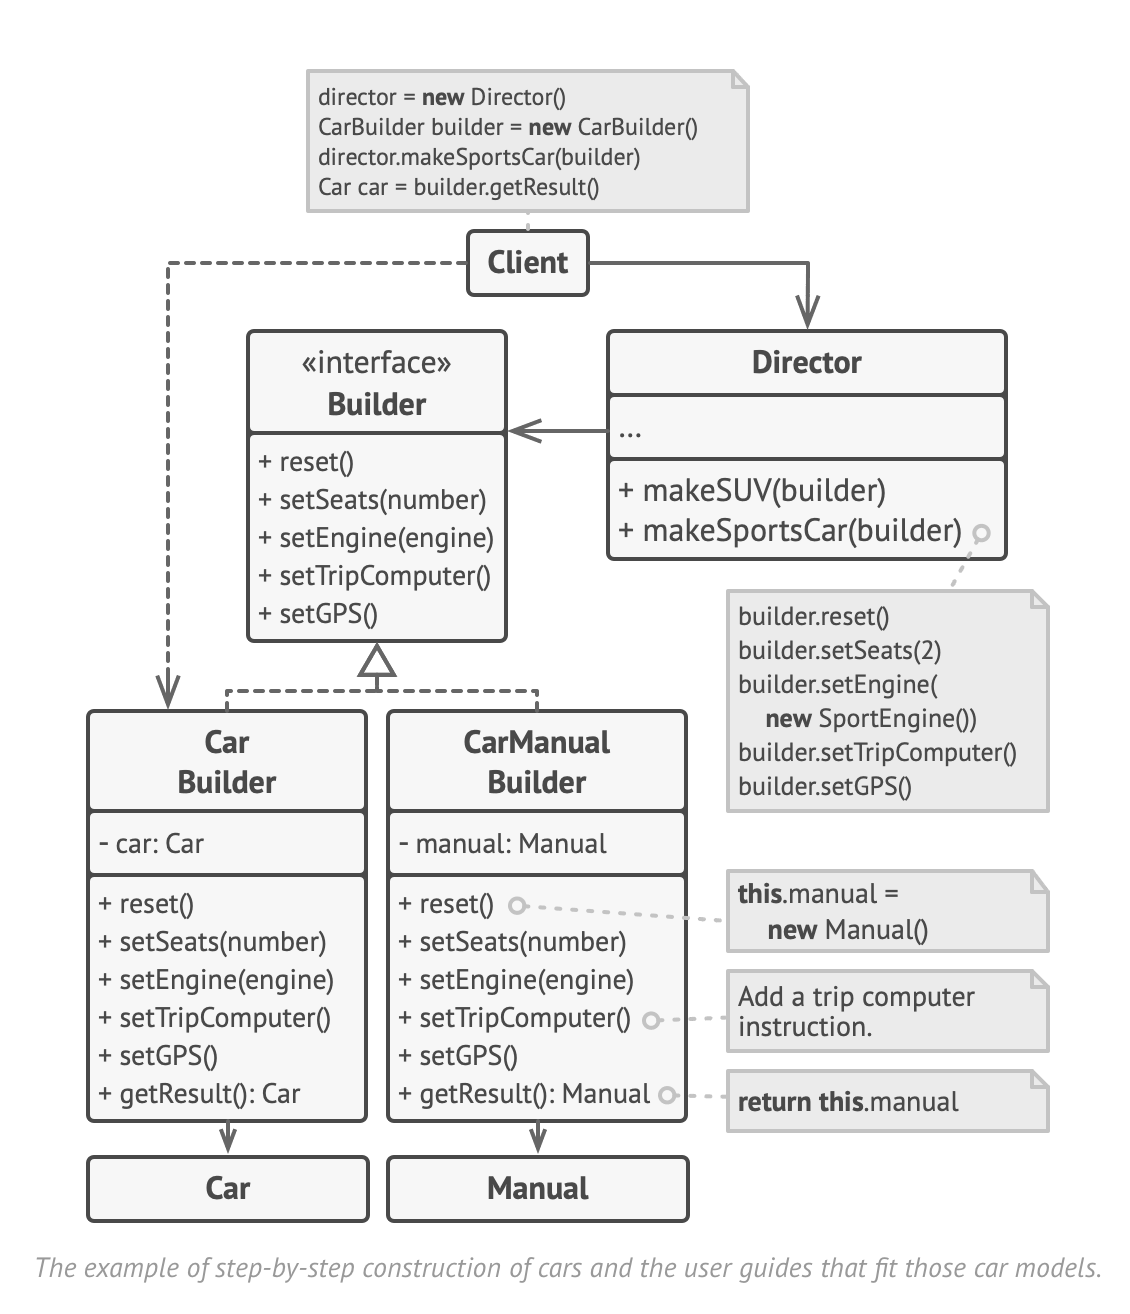 director = new Director()
CarBuilder builder = new CarBuilder()
director.makeSportsCar(builder)
Car car = builder.getResult()
Client
«interface»
Builder
+ reset()
+ setSeats(number)
+ setEngine(engine)
+ setTripComputer()
+ setGPS()
Director
...
+ makeSUV(builder)
+ makeSportsCar(builder)
builder.reset()
builder.setSeats(2)
builder.setEngine(
new SportEngine())
builder.setTripComputer()
builder.setGPS()
Car
Builder
- car: Car
+ reset()
+ setSeats(number)
+ setEngine(engine)
+ setTripComputer()
+ setGPS()
+ getResult(): Car
CarManual
Builder
- manual: Manual
+ reset()
+ setSeats(number)
+ setEngine(engine)
+ setTripComputer()
+ setGPS()
+ getResult(): Manual
this.manual =
new Manual()
Add a trip computer
instruction.
return this.manual
Car
Manual
The example of step-by-step construction of cars and the user guides that fit those car models.